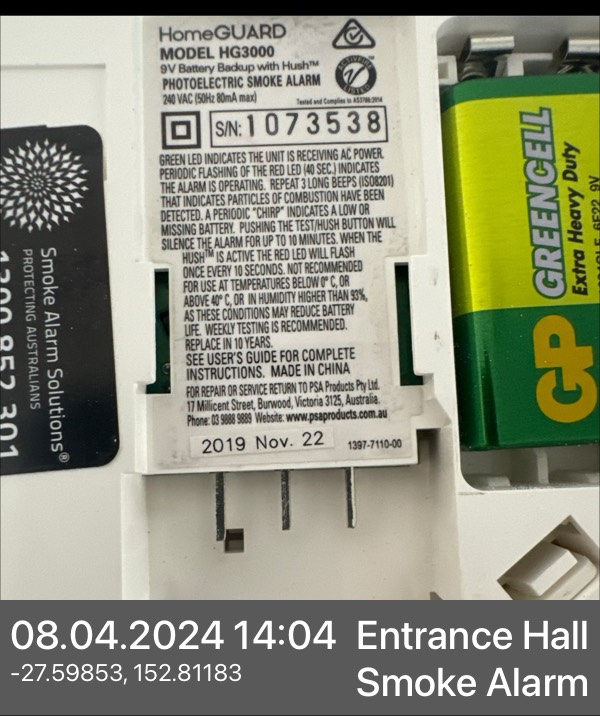 HomeGUARD
MODEL HG3000
9V Battery Backup with Hush™
PHOTOELECTRIC SMOKE ALARM
240 VAC (50Hz 80mA max)
ACTIVFIRE
LISTED
Tested and Complies to AS3786:2014
S/N: 1073538
GREEN LED INDICATES THE UNIT IS RECEIVING AC POWER.
PERIODIC FLASHING OF THE RED LED (40 SEC.) INDICATES
THE ALARM IS OPERATING. REPEAT 3 LONG BEEPS (ISO8201)
THAT INDICATES PARTICLES OF COMBUSTION HAVE BEEN
DETECTED. A PERIODIC "CHIRP" INDICATES A LOW OR
MISSING BATTERY. PUSHING THE TEST/HUSH BUTTON WILL
SILENCE THE ALARM FOR UP TO 10 MINUTES. WHEN THE
HUSH™ IS ACTIVE THE RED LED WILL FLASH
ONCE EVERY 10 SECONDS. NOT RECOMMENDED
FOR USE AT TEMPERATURES BELOW 0° C, OR
ABOVE 40° C, OR IN HUMIDITY HIGHER THAN 93%,
AS THESE CONDITIONS MAY REDUCE BATTERY
LIFE. WEEKLY TESTING IS RECOMMENDED.
REPLACE IN 10 YEARS.
SEE USER'S GUIDE FOR COMPLETE
INSTRUCTIONS. MADE IN CHINA
FOR REPAIR OR SERVICE RETURN TO PSA Products Pty Ltd.
17 Millicent Street, Burwood, Victoria 3125, Australia.
Phone: 03 9888 9889 Website: www.psaproducts.com.au
2019 Nov. 22
1397-7110-00
Smoke Alarm Solutions®
PROTECTING AUSTRALIANS
1300 852 301
GREENCELL
Extra Heavy Duty
6F22 9V
GP
08.04.2024 14:04
-27.59853, 152.81183
Entrance Hall
Smoke Alarm